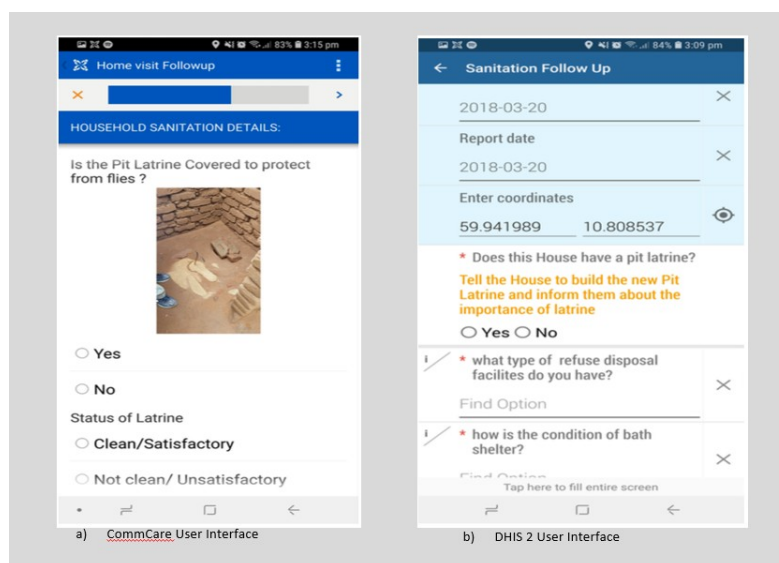 83% 3:15 pm
Home visit Followup
HOUSEHOLD SANITATION DETAILS:
Is the Pit Latrine Covered to protect
from flies ?
Yes
No
Status of Latrine
Clean/Satisfactory
Not clean/ Unsatisfactory
a) CommCare User Interface
84% 3:09 pm
Sanitation Follow Up
2018-03-20
Report date
2018-03-20
Enter coordinates
59.941989 10.808537
* Does this House have a pit latrine?
Tell the House to build the new Pit
Latrine and inform them about the
importance of latrine
Yes No
i * what type of refuse disposal
facilites do you have?
Find Option
i * how is the condition of bath
shelter?
Find Option
Tap here to fill entire screen
b) DHIS 2 User Interface